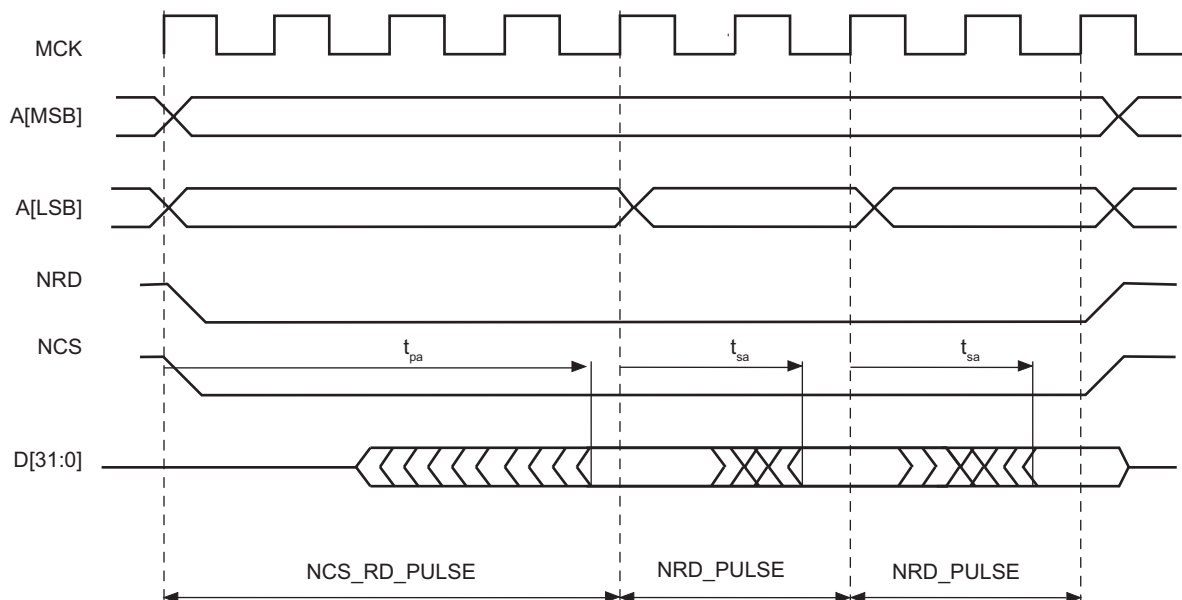 MCK
A[MSB]
A[LSB]
NRD
NCS
tpa
tsa
tsa
D[31:0]
NCS_RD_PULSE
NRD_PULSE
NRD_PULSE